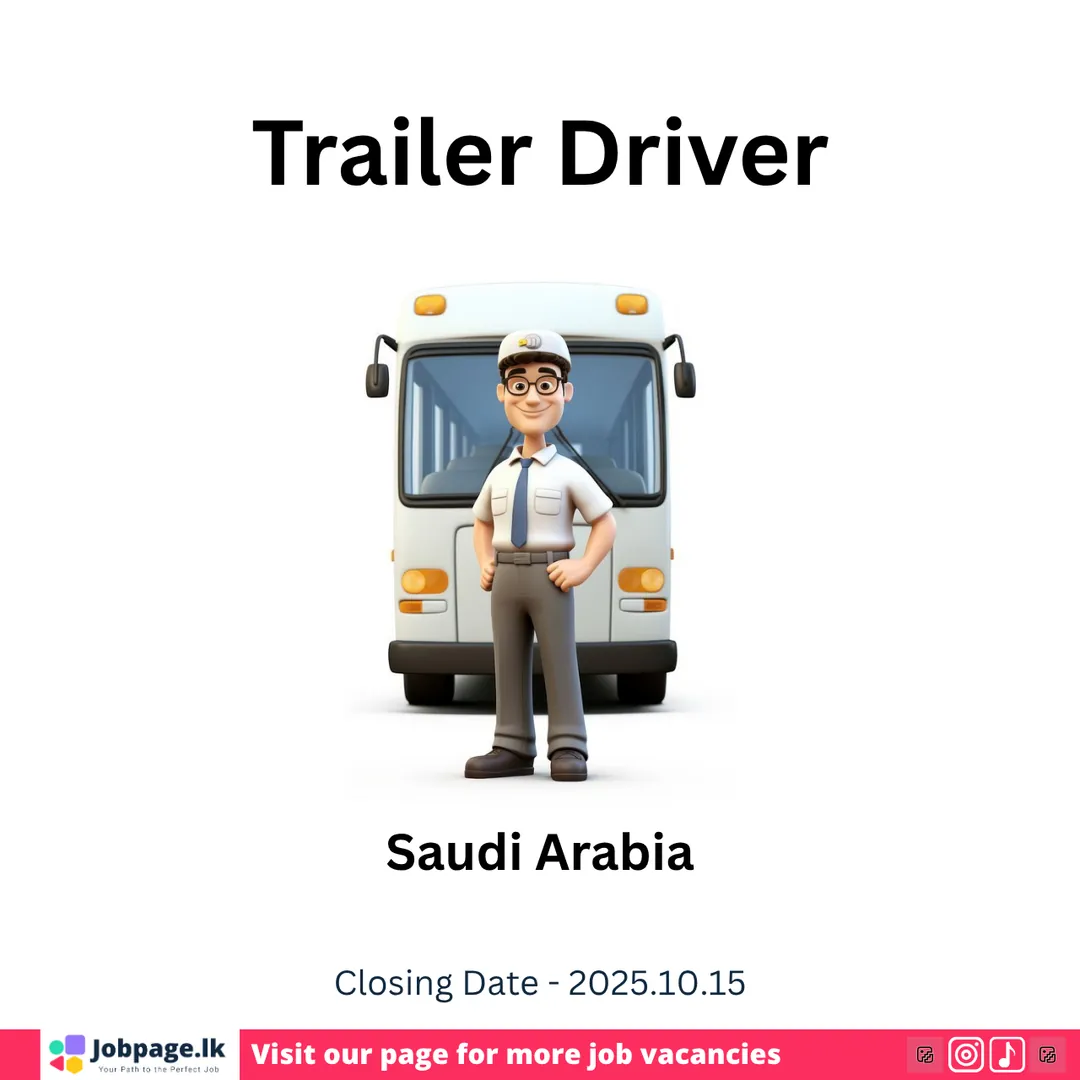 Trailer Driver
Saudi Arabia
Closing Date - 2025.10.15
Jobpage.lk
Your Path to the Perfect Job
Visit our page for more job vacancies